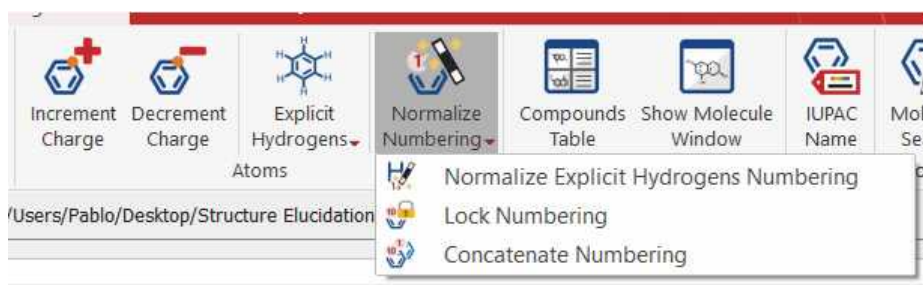 Increment Decrement Explicit Normalize Compounds Show Molecule IUPAC
Charge Charge Hydrogens Numbering Table Window Name
Atoms
Normalize Explicit Hydrogens Numbering
/Users/Pablo/Desktop/Structure Elucidation
Lock Numbering
Concatenate Numbering